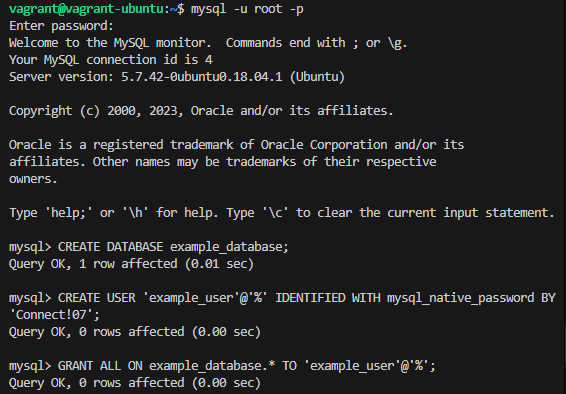 vagrant@vagrant-ubuntu:~$ mysql -u root -p
Enter password:
Welcome to the MySQL monitor.  Commands end with ; or \g.
Your MySQL connection id is 4
Server version: 5.7.42-0ubuntu0.18.04.1 (Ubuntu)
Copyright (c) 2000, 2023, Oracle and/or its affiliates.
Oracle is a registered trademark of Oracle Corporation and/or its
affiliates. Other names may be trademarks of their respective
owners.
Type 'help;' or '\h' for help. Type '\c' to clear the current input statement.
mysql> CREATE DATABASE example_database;
Query OK, 1 row affected (0.01 sec)
mysql> CREATE USER 'example_user'@'%' IDENTIFIED WITH mysql_native_password BY
'Connect!07';
Query OK, 0 rows affected (0.00 sec)
mysql> GRANT ALL ON example_database.* TO 'example_user'@'%';
Query OK, 0 rows affected (0.00 sec)